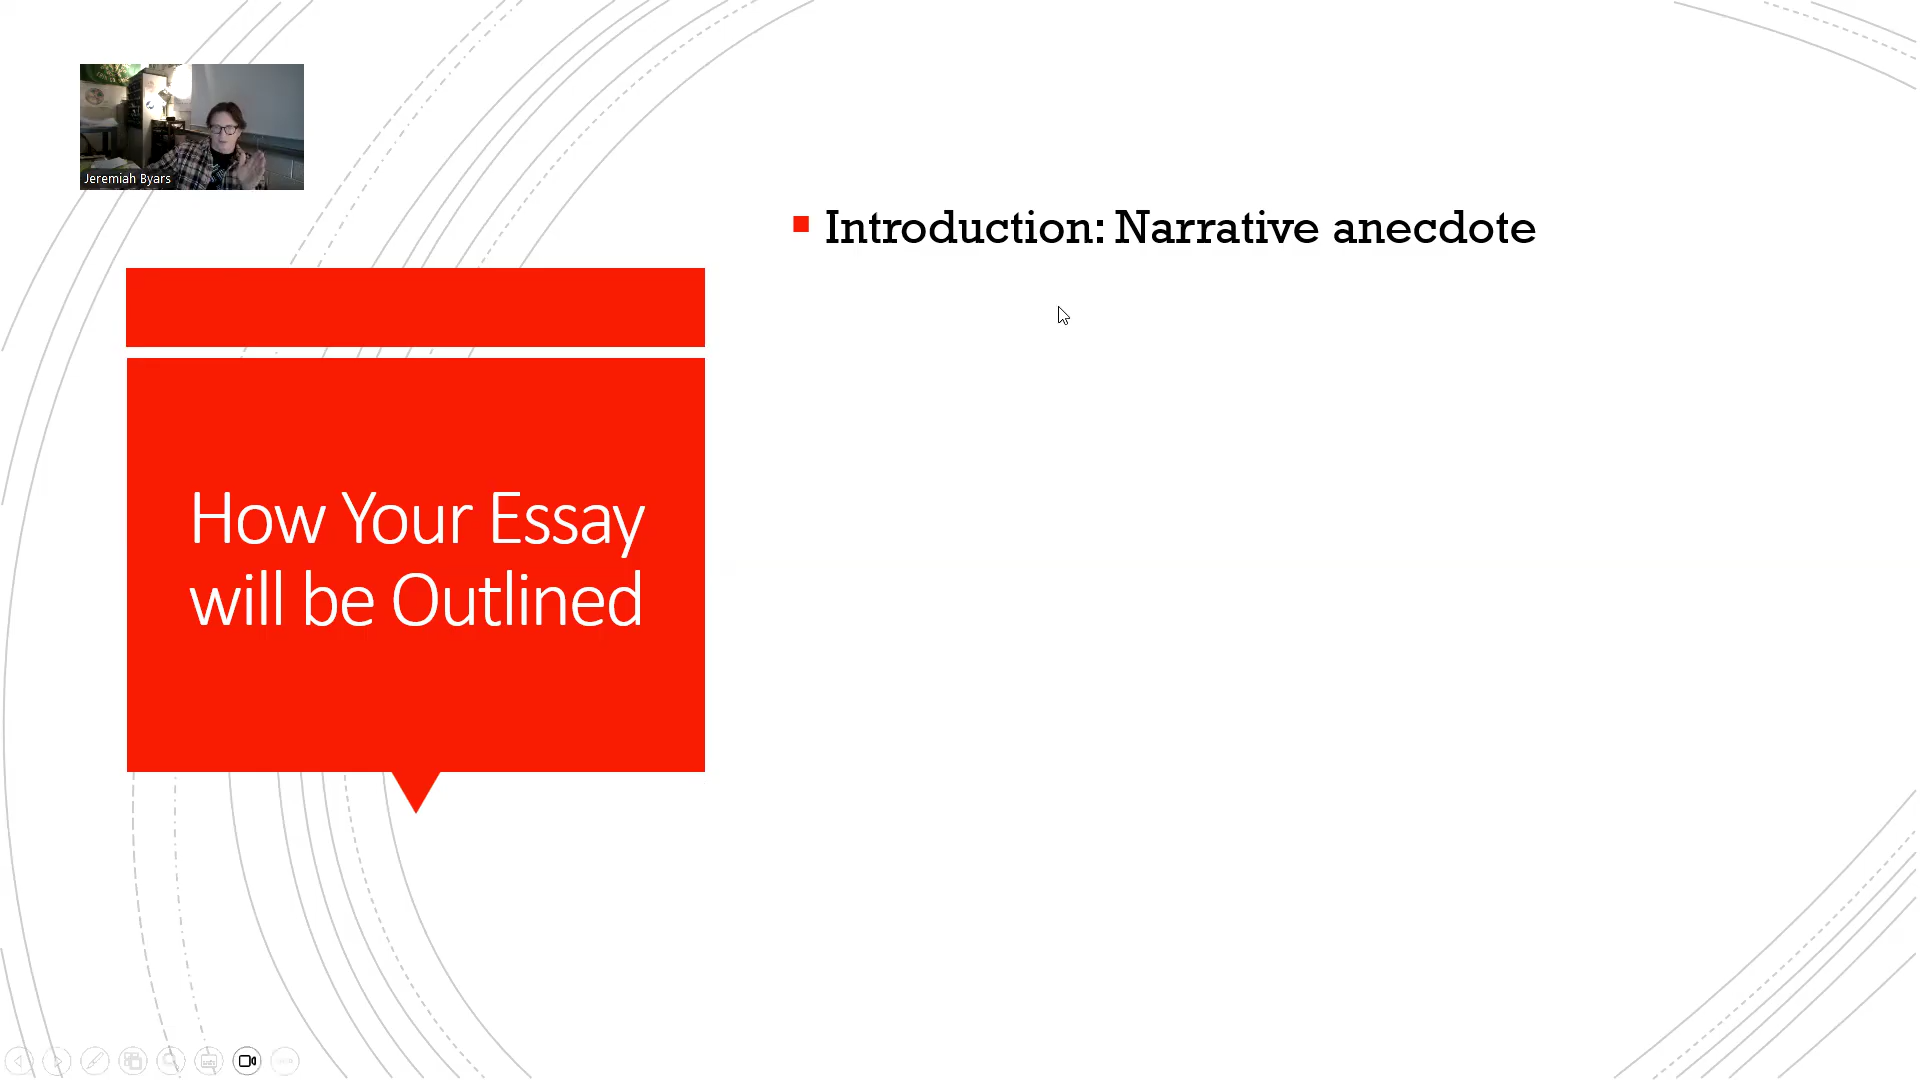 Jeremiah Byars
Introduction: Narrative anecdote
How Your Essay
will be Outlined